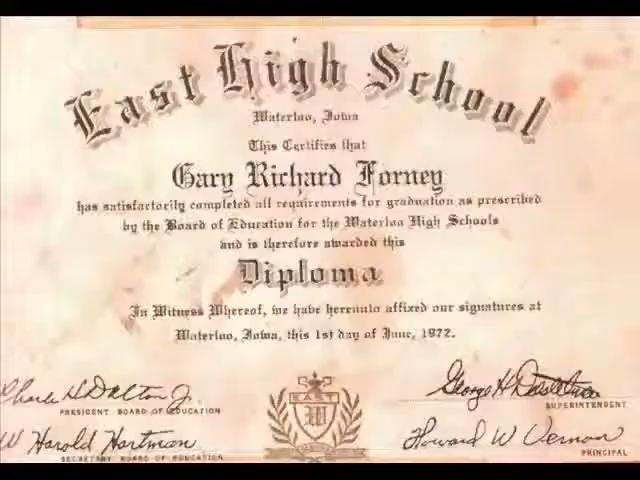 East High School
Waterloo, Iowa
This Certifies that
Gary Richard Forney
has satisfactorily completed all requirements for graduation as prescribed
by the Board of Education for the Waterloo High Schools
and is therefore awarded this
Diploma
In Witness Whereof, we have hereunto affixed our signatures at
Waterloo, Iowa, this 1st day of June, 1972.
Charles H Dalton Jr. George H
PRESIDENT BOARD OF EDUCATION SUPERINTENDENT
EAST
W
W Harold Hartman Howard W Vernon
SECRETARY BOARD OF EDUCATION PRINCIPAL